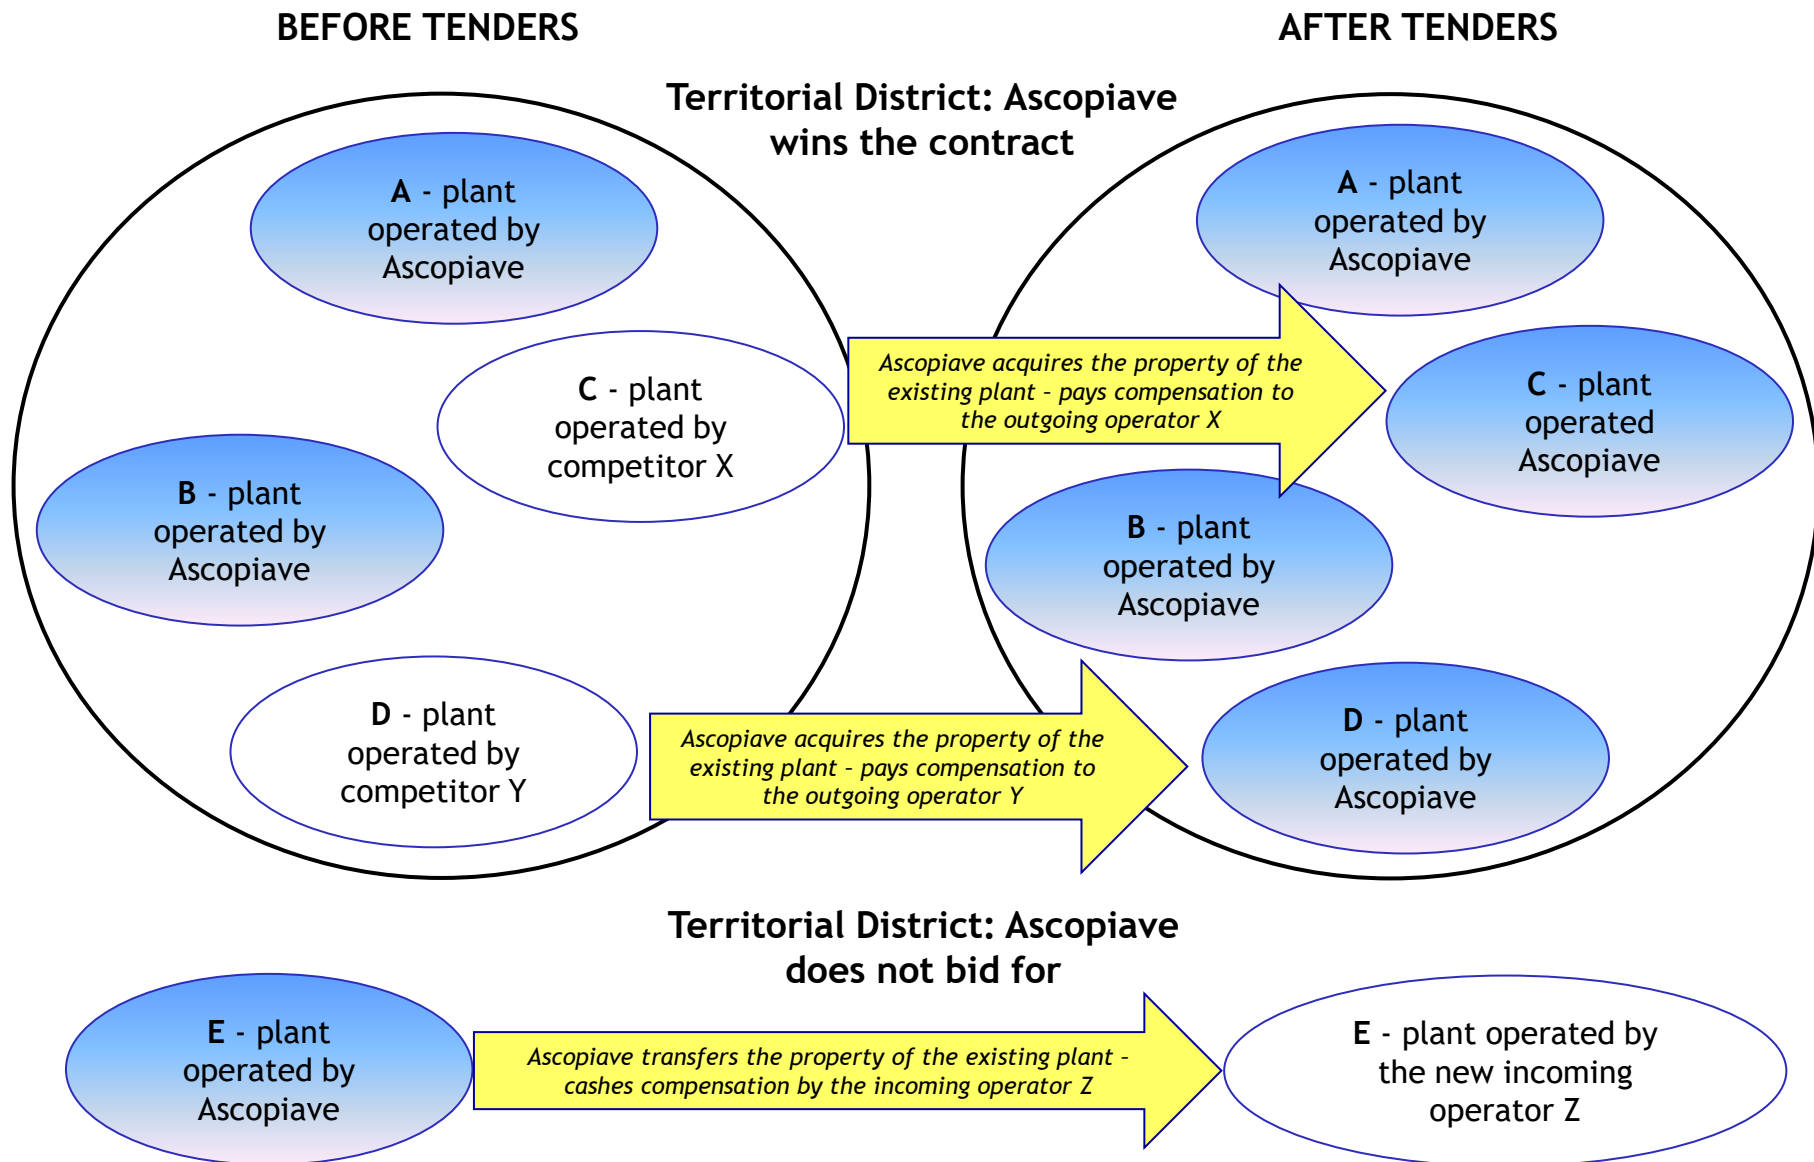 BEFORE TENDERS
AFTER TENDERS
Territorial District: Ascopiave
wins the contract
A - plant
operated by
Ascopiave
C - plant
operated by
competitor X
B - plant
operated by
Ascopiave
D - plant
operated by
competitor Y
Ascopiave acquires the property of the
existing plant – pays compensation to
the outgoing operator X
Ascopiave acquires the property of the
existing plant – pays compensation to
the outgoing operator Y
A - plant
operated by
Ascopiave
C - plant
operated
Ascopiave
B - plant
operated by
Ascopiave
D - plant
operated by
Ascopiave
Territorial District: Ascopiave
does not bid for
E - plant
operated by
Ascopiave
Ascopiave transfers the property of the existing plant –
cashes compensation by the incoming operator Z
E - plant operated by
the new incoming
operator Z